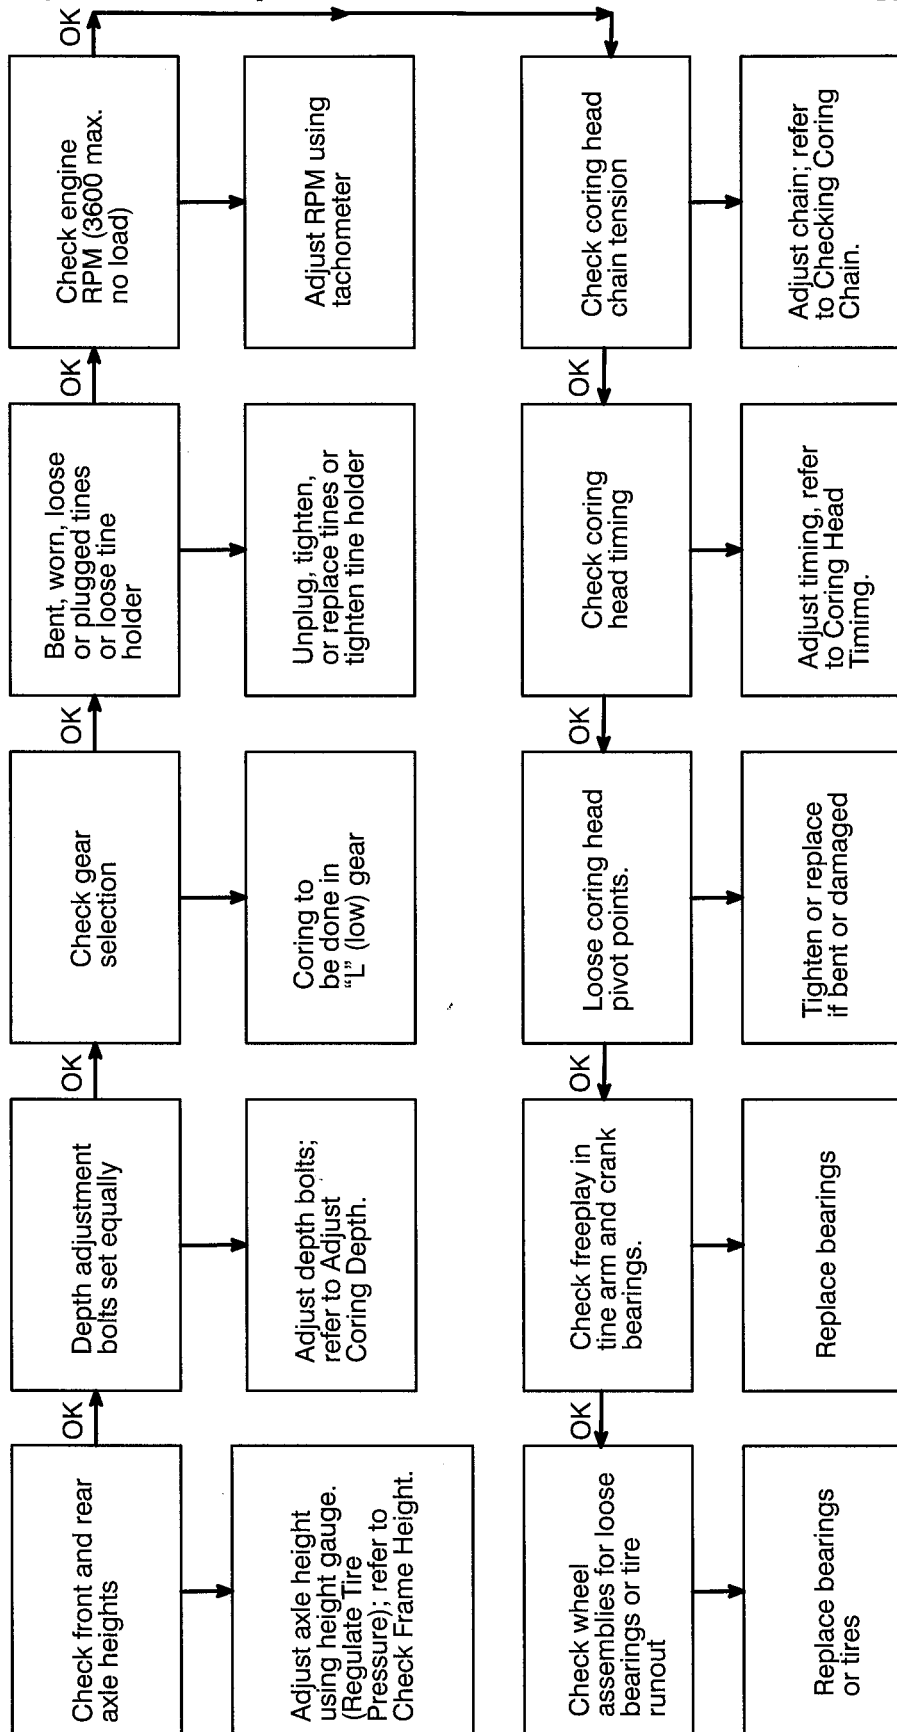 Check front and rear
axle heights
OK
Depth adjustment
bolts set equally
OK
Check gear
selection
OK
Bent, worn, loose
or plugged tines
or loose tine
holder
OK
Check engine
RPM (3600 max.
no load)
OK
Adjust axle height
using height gauge.
(Regulate Tire
Pressure); refer to
Check Frame Height.
Adjust depth bolts;
refer to Adjust
Coring Depth.
Coring to
be done in
“L” (low) gear
Unplug, tighten,
or replace tines or
tighten tine holder
Adjust RPM using
tachometer
Check coring head
chain tension
OK
Check coring
head timing
OK
Loose coring head
pivot points.
OK
Check freeplay in
tine arm and crank
bearings.
OK
Check wheel
assemblies for loose
bearings or tire
runout
Adjust chain; refer
to Checking Coring
Chain.
Adjust timing, refer
to Coring Head
Timimg.
Tighten or replace
if bent or damaged
Replace bearings
Replace bearings
or tires